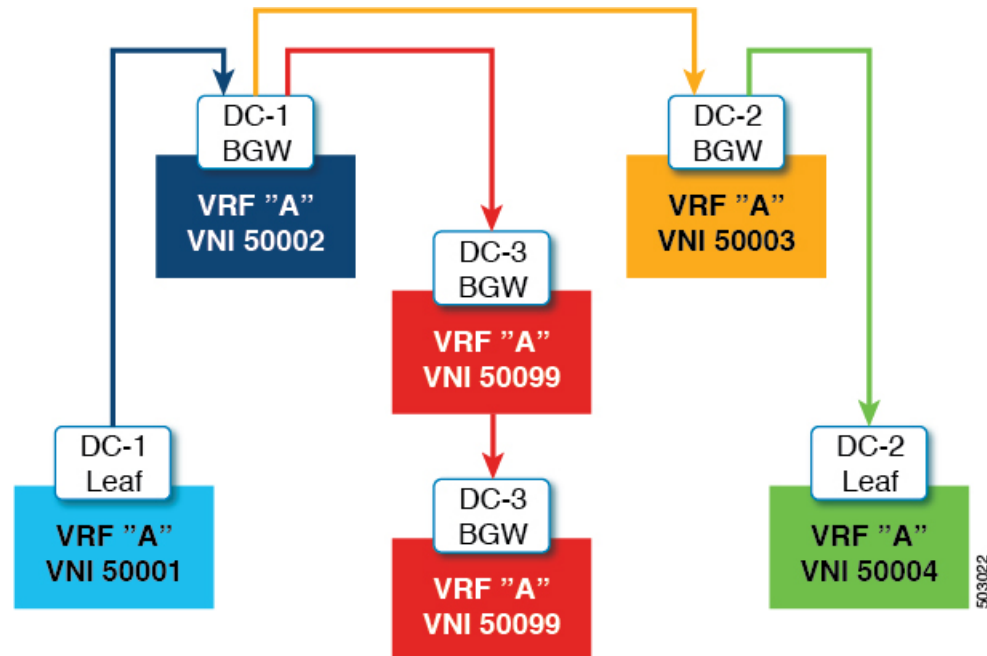 DC-1
BGW
VRF ”A”
VNI 50002
DC-2
BGW
VRF ”A”
VNI 50003
DC-3
BGW
VRF ”A”
VNI 50099
DC-1
Leaf
VRF ”A”
VNI 50001
DC-3
BGW
VRF ”A”
VNI 50099
DC-2
Leaf
VRF ”A”
VNI 50004
503022